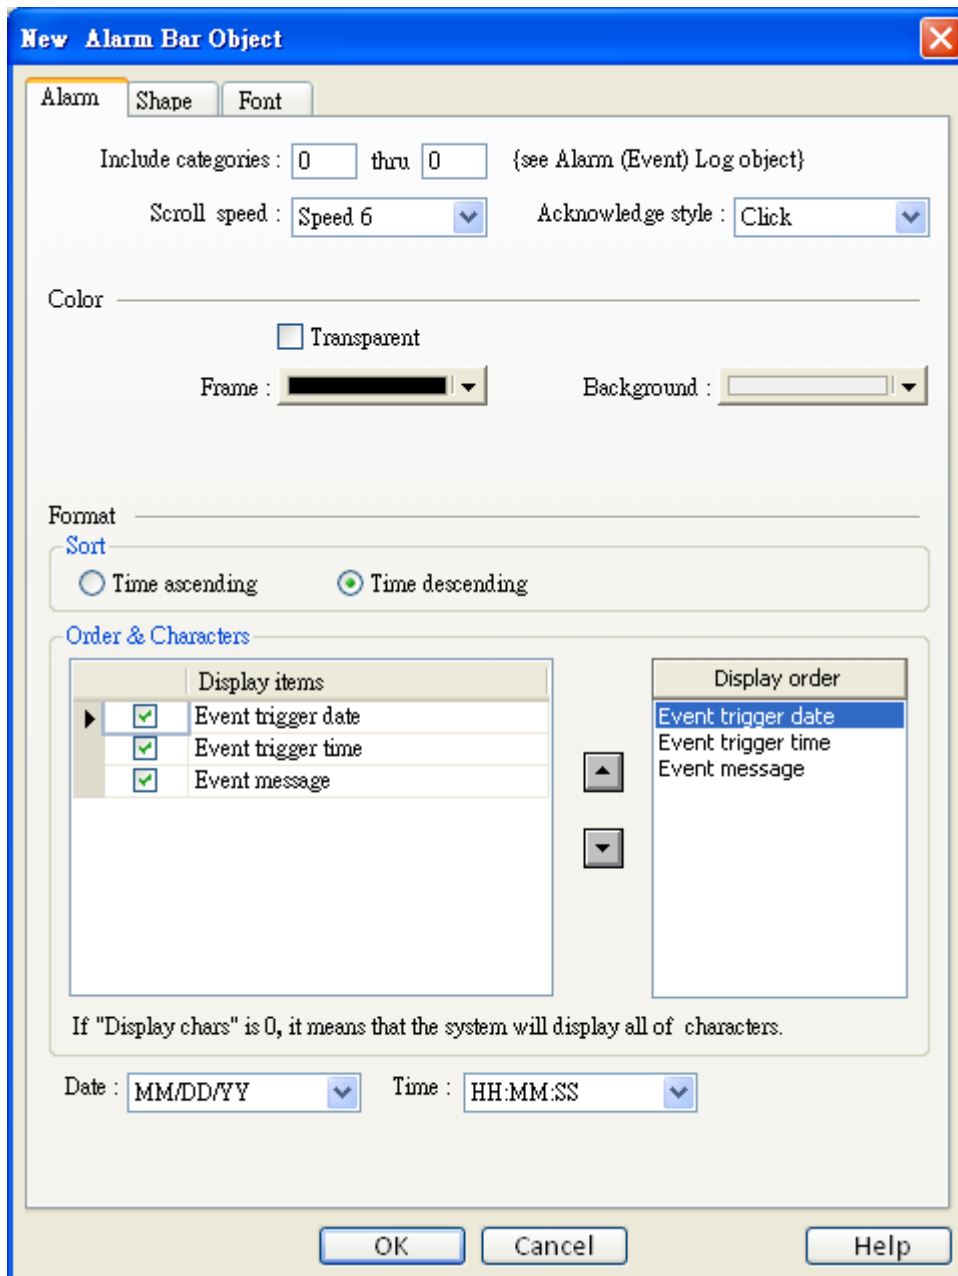 New Alarm Bar Object
Alarm Shape Font
Include categories : 0 thru 0 {see Alarm (Event) Log object}
Scroll speed : Speed 6 Acknowledge style : Click
Color
Transparent
Frame : Background :
Format
Sort
Time ascending Time descending
Order & Characters
Display items Display order
Event trigger date Event trigger date
Event trigger time Event trigger time
Event message Event message
If "Display chars" is 0, it means that the system will display all of characters.
Date : MM/DD/YY Time : HH:MM:SS
OK Cancel Help